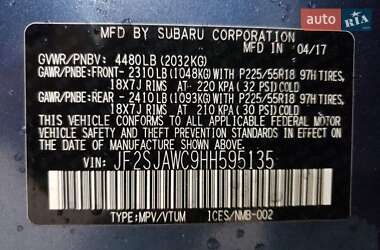 auto RIA.com
MFD BY SUBARU CORPORATION
MFD IN 04/17
GVWR/PNBV: 4480LB (2032KG)
GAWR/PNBE:FRONT- 2310LB (1048KG)WITH P225/55R18 97H TIRES,
18X7J RIMS AT 220 KPA (32 PSI) COLD
GAWR/PNBE:REAR - 2410LB (1093KG)WITH P225/55R18 97H TIRES,
18X7J RIMS AT 210 KPA (30 PSI) COLD
THIS VEHICLE CONFORMS TO ALL APPLICABLE FEDERAL
MOTOR VEHICLE SAFETY, BUMPER, AND THEFT PREVENTION
STANDARDS IN EFFECT ON THE DATE OF MANUFACTURE SHOWN
ABOVE.
VIN: JF2SJAWC9HH595135
TYPE:MPV/VTUM ICES/NMB-002